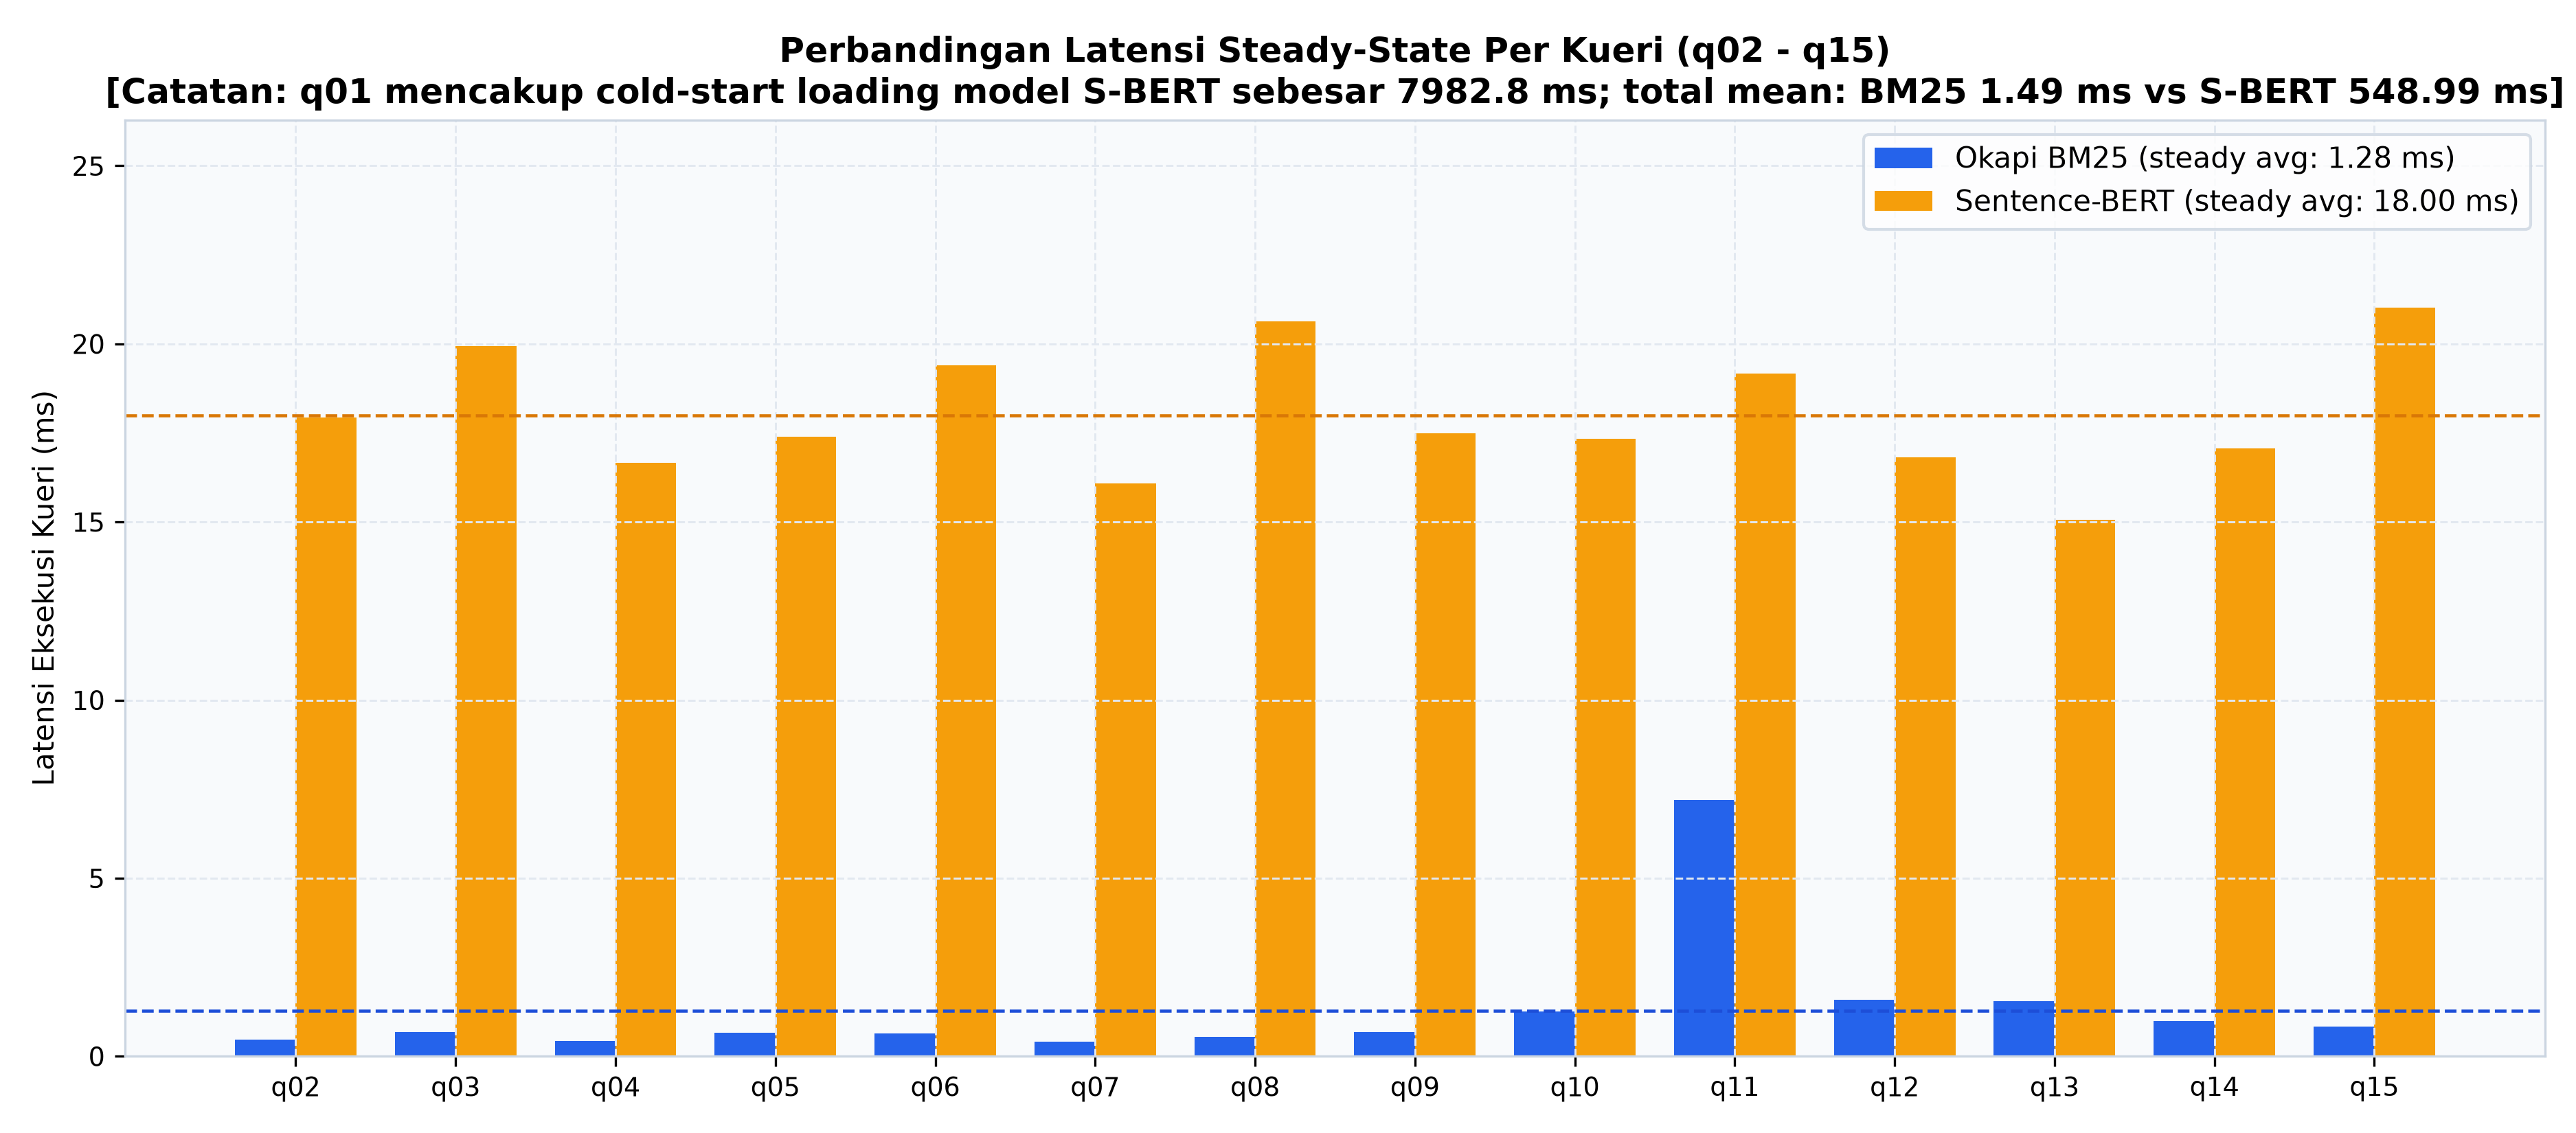 Perbandingan Latensi Steady-State Per Kueri (q02 - q15)
[Catatan: q01 mencakup cold-start loading model S-BERT sebesar 7982.8 ms; total mean: BM25 1.49 ms vs S-BERT 548.99 ms]
Okapi BM25 (steady avg: 1.28 ms)
Sentence-BERT (steady avg: 18.00 ms)
Latensi Eksekusi Kueri (ms)
25
20
15
10
5
0
q02 q03 q04 q05 q06 q07 q08 q09 q10 q11 q12 q13 q14 q15